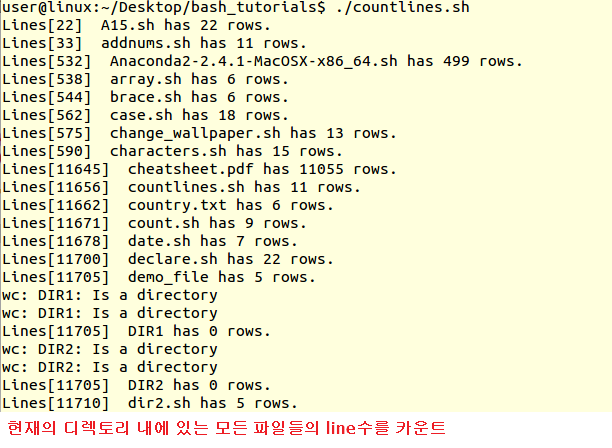 user@linux:~/Desktop/bash_tutorials$ ./countlines.sh
Lines[22]  A15.sh has 22 rows.
Lines[33]  addnums.sh has 11 rows.
Lines[532]  Anaconda2-2.4.1-MacOSX-x86_64.sh has 499 rows.
Lines[538]  array.sh has 6 rows.
Lines[544]  brace.sh has 6 rows.
Lines[562]  case.sh has 18 rows.
Lines[575]  change_wallpaper.sh has 13 rows.
Lines[590]  characters.sh has 15 rows.
Lines[11645]  cheatsheet.pdf has 11055 rows.
Lines[11656]  countlines.sh has 11 rows.
Lines[11662]  country.txt has 6 rows.
Lines[11671]  count.sh has 9 rows.
Lines[11678]  date.sh has 7 rows.
Lines[11700]  declare.sh has 22 rows.
Lines[11705]  demo_file has 5 rows.
wc: DIR1: Is a directory
wc: DIR1: Is a directory
Lines[11705]  DIR1 has 0 rows.
wc: DIR2: Is a directory
wc: DIR2: Is a directory
Lines[11705]  DIR2 has 0 rows.
Lines[11710]  dir2.sh has 5 rows.
현재의 디렉토리 내에 있는 모든 파일들의 line수를 카운트